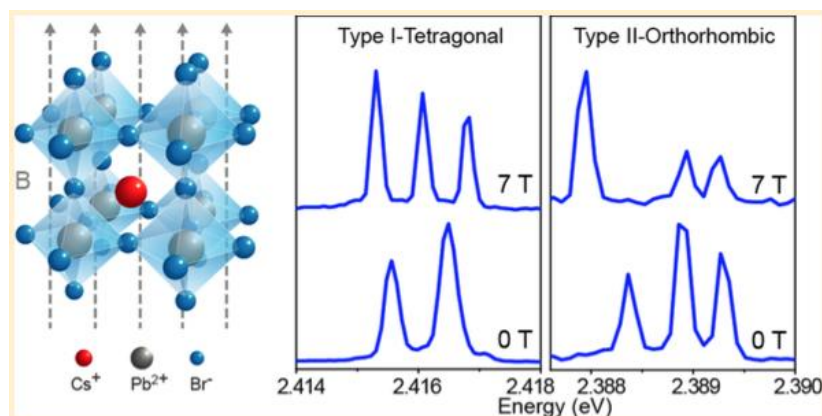 B
Cs⁺
Pb²⁺
Br⁻
Type I-Tetragonal
7 T
0 T
2.414
2.416
2.418
Type II-Orthorhombic
7 T
0 T
2.388
2.389
2.390
Energy (eV)